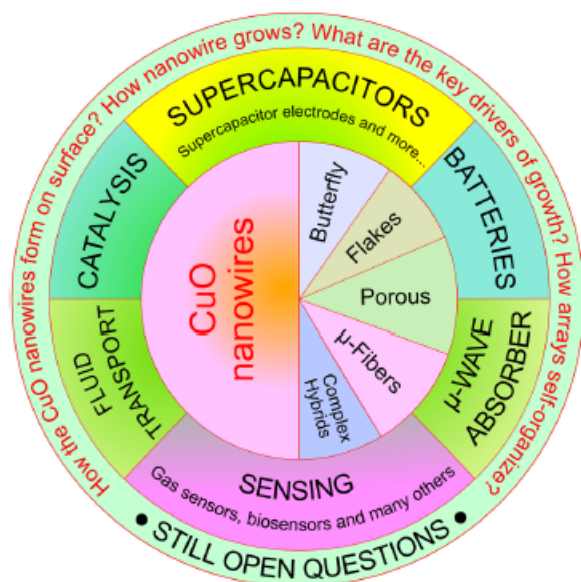 How the CuO nanowires form on surface? How nanowire grows? What are the key drivers of growth? How arrays self-organize?
SUPERCAPACITORS
Supercapacitor electrodes and more...
CATALYSIS
BATTERIES
FLUID
TRANSPORT
μ-WAVE
ABSORBER
SENSING
Gas sensors, biosensors and many others
CuO
nanowires
Butterfly
Flakes
Porous
μ-Fibers
Complex
Hybrids
• STILL OPEN QUESTIONS •